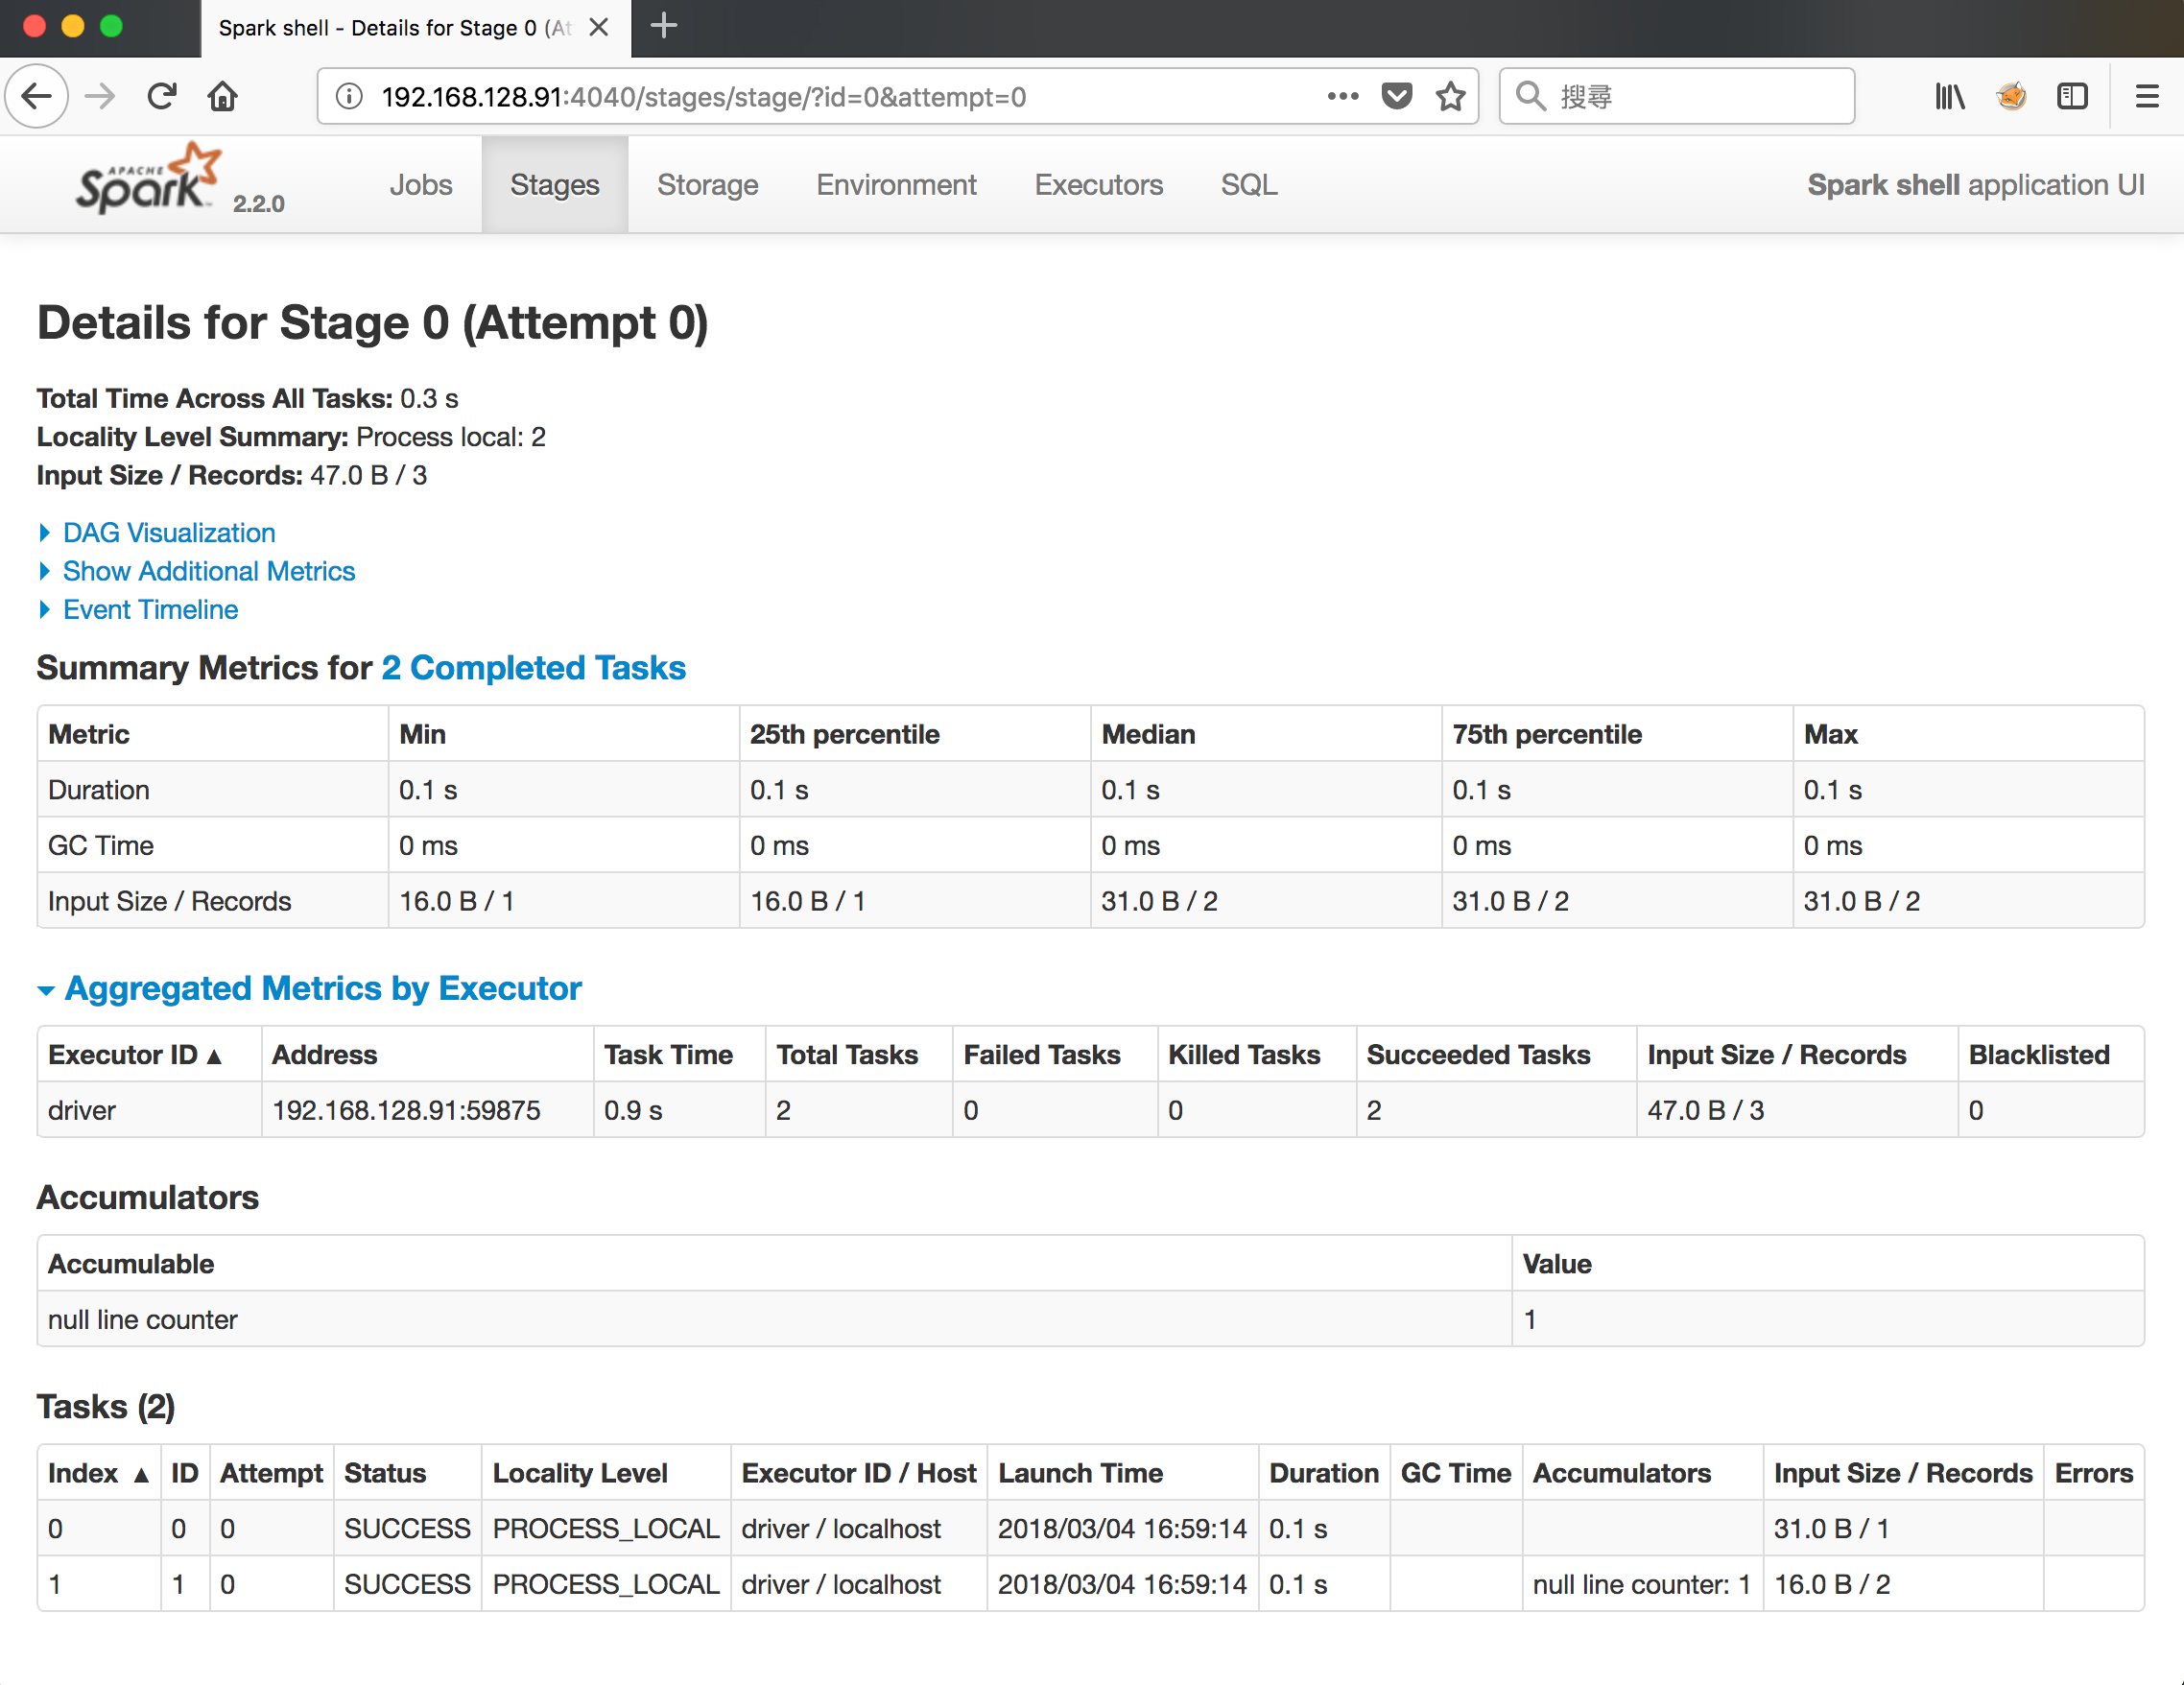 Spark shell - Details for Stage 0 (At
192.168.128.91:4040/stages/stage/?id=0&attempt=0
搜尋
APACHE Spark 2.2.0 Jobs Stages Storage Environment Executors SQL Spark shell application UI
Details for Stage 0 (Attempt 0)
Total Time Across All Tasks: 0.3 s
Locality Level Summary: Process local: 2
Input Size / Records: 47.0 B / 3
DAG Visualization
Show Additional Metrics
Event Timeline
Summary Metrics for 2 Completed Tasks
Metric Min 25th percentile Median 75th percentile Max
Duration 0.1 s 0.1 s 0.1 s 0.1 s 0.1 s
GC Time 0 ms 0 ms 0 ms 0 ms 0 ms
Input Size / Records 16.0 B / 1 16.0 B / 1 31.0 B / 2 31.0 B / 2 31.0 B / 2
Aggregated Metrics by Executor
Executor ID ▲ Address Task Time Total Tasks Failed Tasks Killed Tasks Succeeded Tasks Input Size / Records Blacklisted
driver 192.168.128.91:59875 0.9 s 2 0 0 2 47.0 B / 3 0
Accumulators
Accumulable Value
null line counter 1
Tasks (2)
Index ▲ ID Attempt Status Locality Level Executor ID / Host Launch Time Duration GC Time Accumulators Input Size / Records Errors
0 0 0 SUCCESS PROCESS_LOCAL driver / localhost 2018/03/04 16:59:14 0.1 s 31.0 B / 1
1 1 0 SUCCESS PROCESS_LOCAL driver / localhost 2018/03/04 16:59:14 0.1 s null line counter: 1 16.0 B / 2